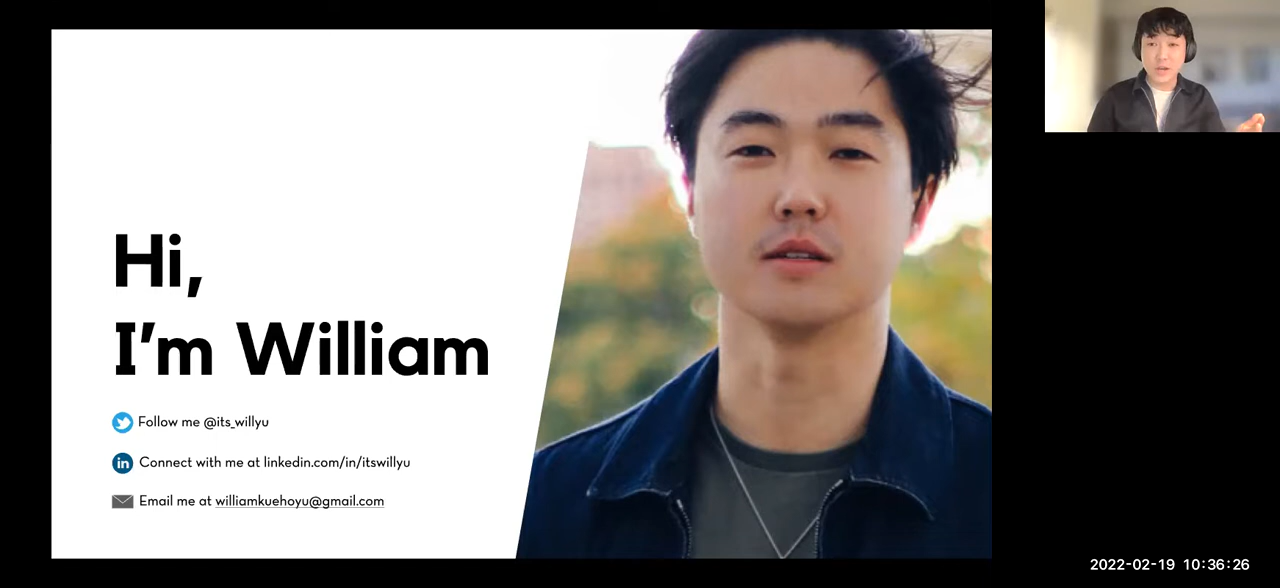 Hi,
I'm William
Follow me @its_willyu
Connect with me at linkedin.com/in/itswillyu
Email me at williamkuehoyu@gmail.com
2022-02-19 10:36:26